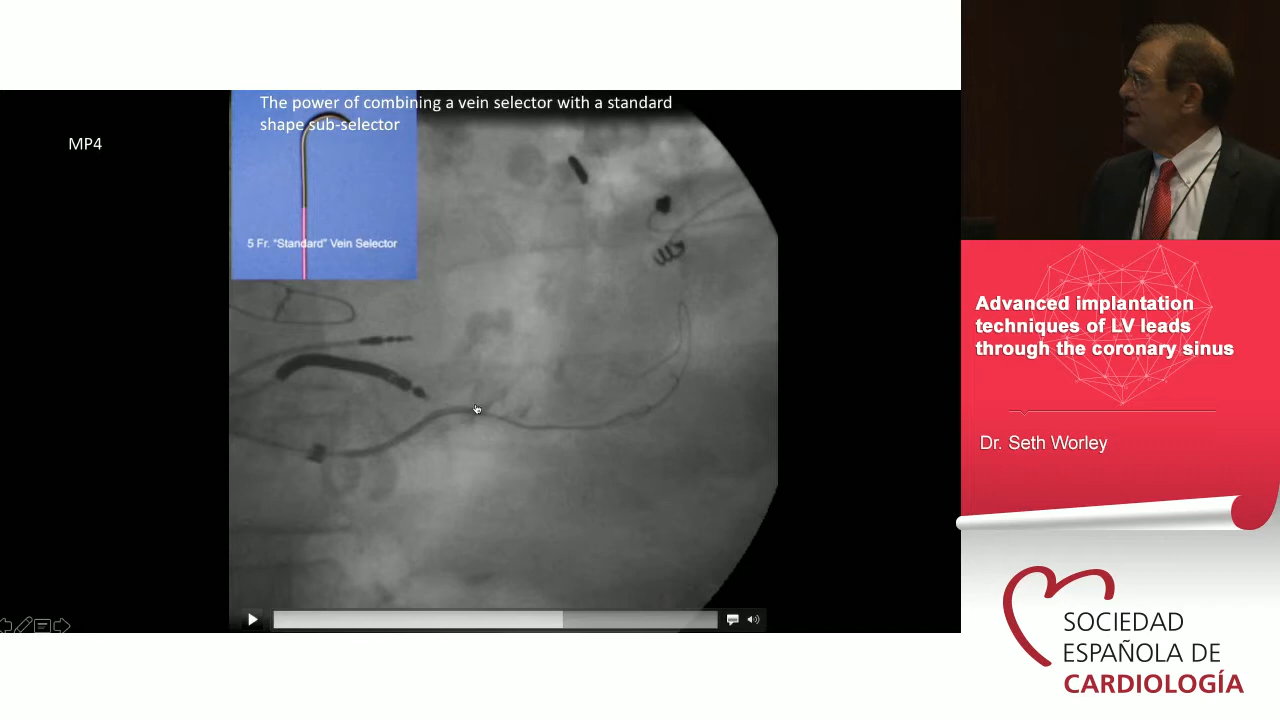 The power of combining a vein selector with a standard
shape sub-selector
MP4
5 Fr. "Standard" Vein Selector
Advanced implantation
techniques of LV leads
through the coronary sinus
Dr. Seth Worley
SOCIEDAD
ESPAÑOLA DE
CARDIOLOGÍA